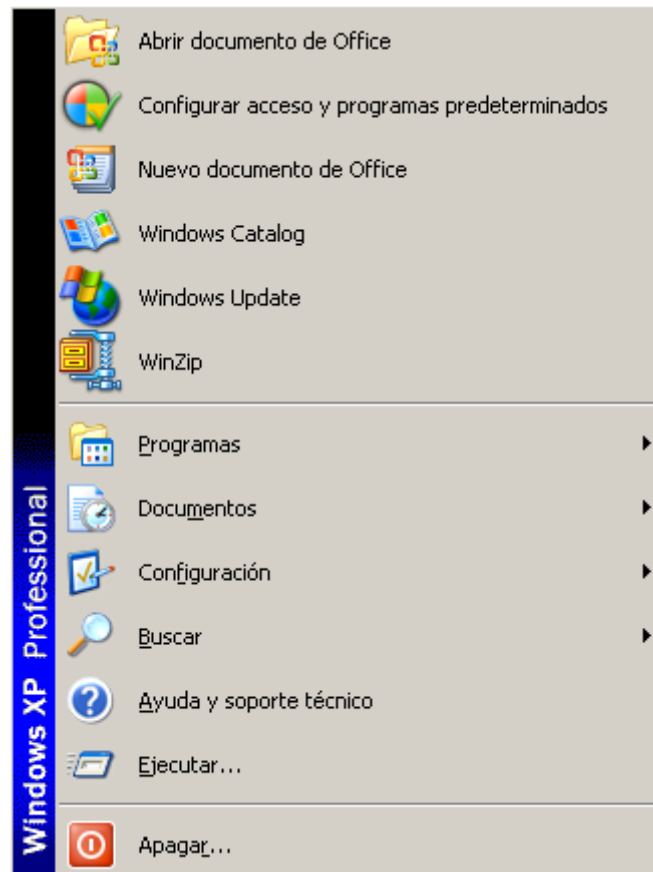 Abrir documento de Office
Configurar acceso y programas predeterminados
Nuevo documento de Office
Windows Catalog
Windows Update
WinZip
Programas
Documentos
Configuración
Buscar
Ayuda y soporte técnico
Ejecutar...
Apagar...
Windows XP Professional